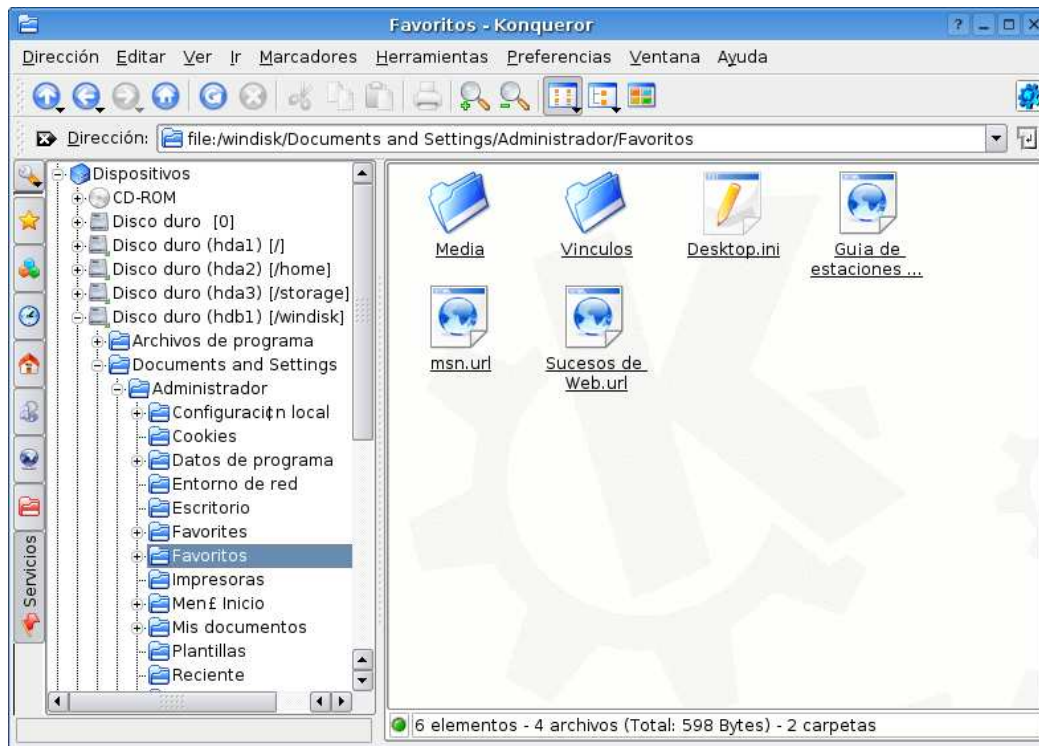 Favoritos - Konqueror
Dirección Editar Ver Ir Marcadores Herramientas Preferencias Ventana Ayuda
Dirección: file:/windisk/Documents and Settings/Administrador/Favoritos
Servicios
Dispositivos
CD-ROM
Disco duro [0]
Disco duro (hda1) [/]
Disco duro (hda2) [/home]
Disco duro (hda3) [/storage]
Disco duro (hdb1) [/windisk]
Archivos de programa
Documents and Settings
Administrador
Configuraci¢n local
Cookies
Datos de programa
Entorno de red
Escritorio
Favorites
Favoritos
Impresoras
Men£ Inicio
Mis documentos
Plantillas
Reciente
Media Vinculos Desktop.ini Guia de
estaciones ...
msn.url Sucesos de
Web.url
6 elementos - 4 archivos (Total: 598 Bytes) - 2 carpetas